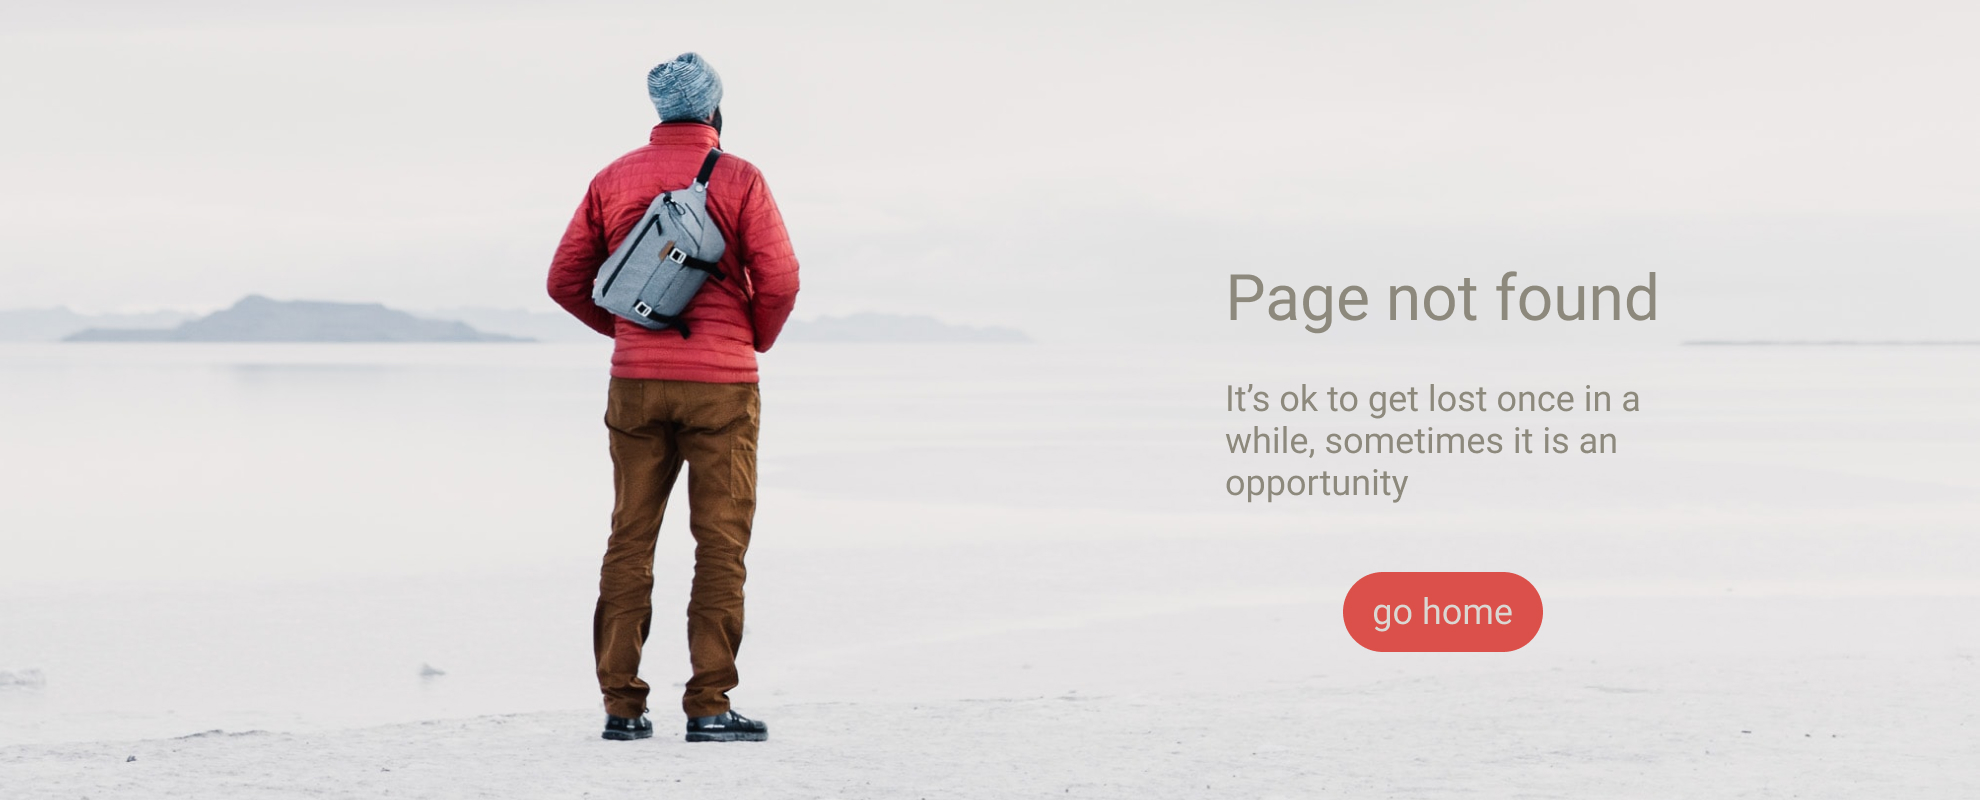 Page not found
It’s ok to get lost once in a
while, sometimes it is an
opportunity
go home